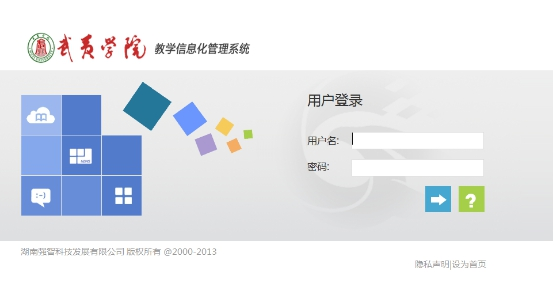 武夷学院 教学信息化管理系统
用户登录
用户名:
密码:
?
湖南强智科技发展有限公司 版权所有 @2000-2013
隐私声明|设为首页